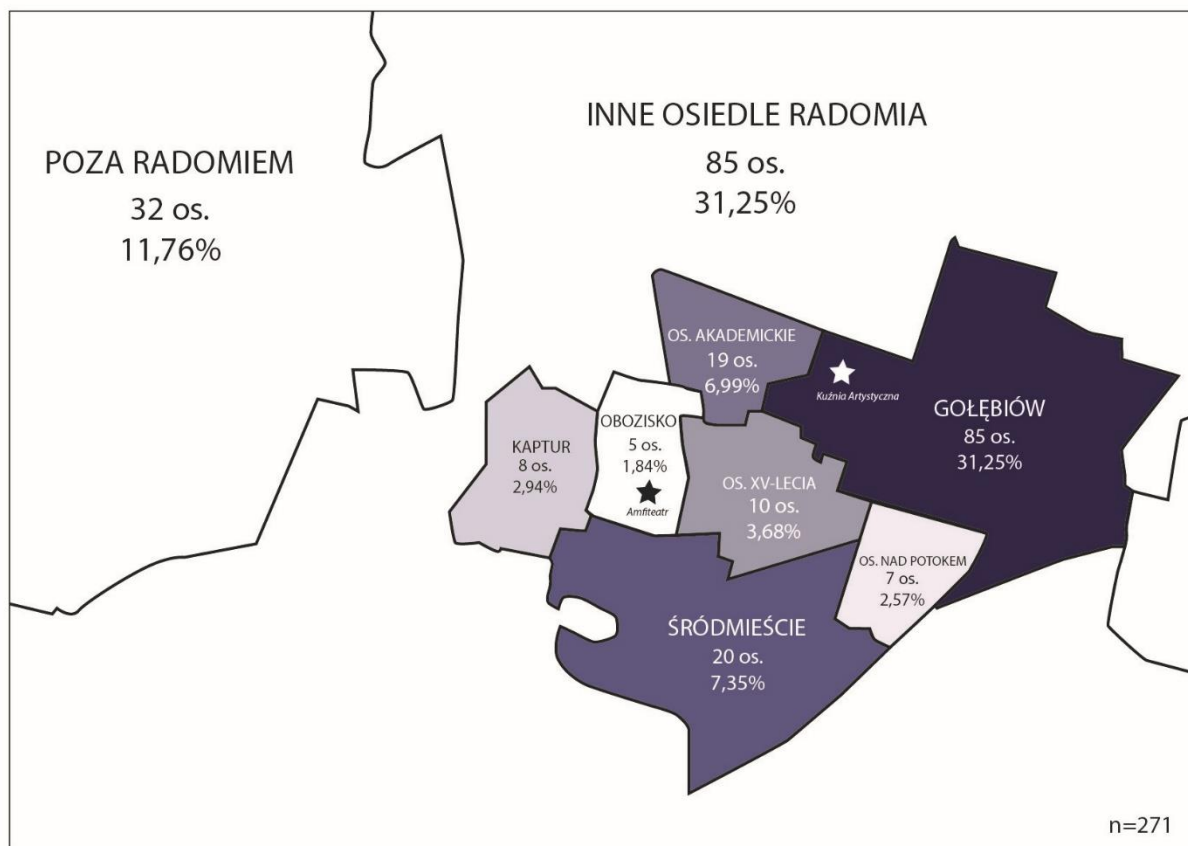 POZA RADOMIEM
32 os.
11,76%
INNE OSIEDLE RADOMIA
85 os.
31,25%
OS. AKADEMICKIE
19 os.
6,99%
Kuźnia Artystyczna
GOŁĘBIÓW
85 os.
31,25%
KAPTUR
8 os.
2,94%
OBOZISKO
5 os.
1,84%
Amfiteatr
OS. XV-LECIA
10 os.
3,68%
OS. NAD POTOKEM
7 os.
2,57%
ŚRÓDMIEŚCIE
20 os.
7,35%
n=271